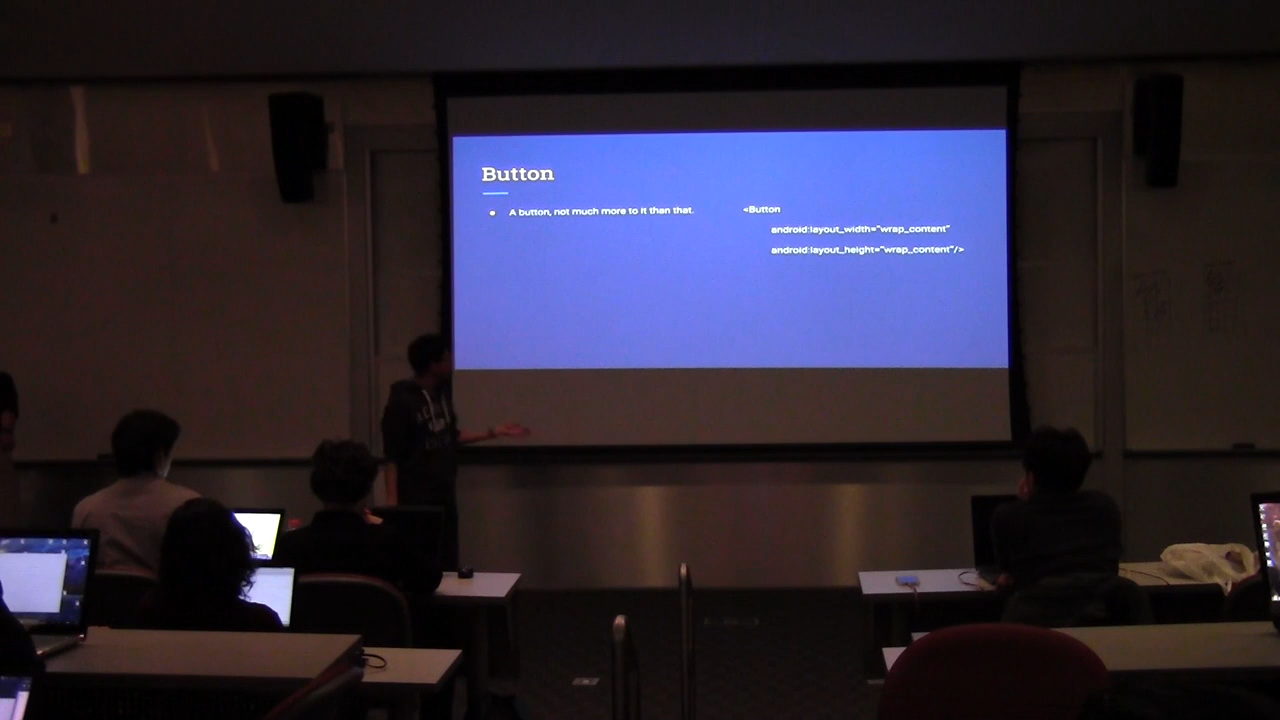 Button
A button, not much more to it than that.
<Button
android:layout_width="wrap_content"
android:layout_height="wrap_content"/>